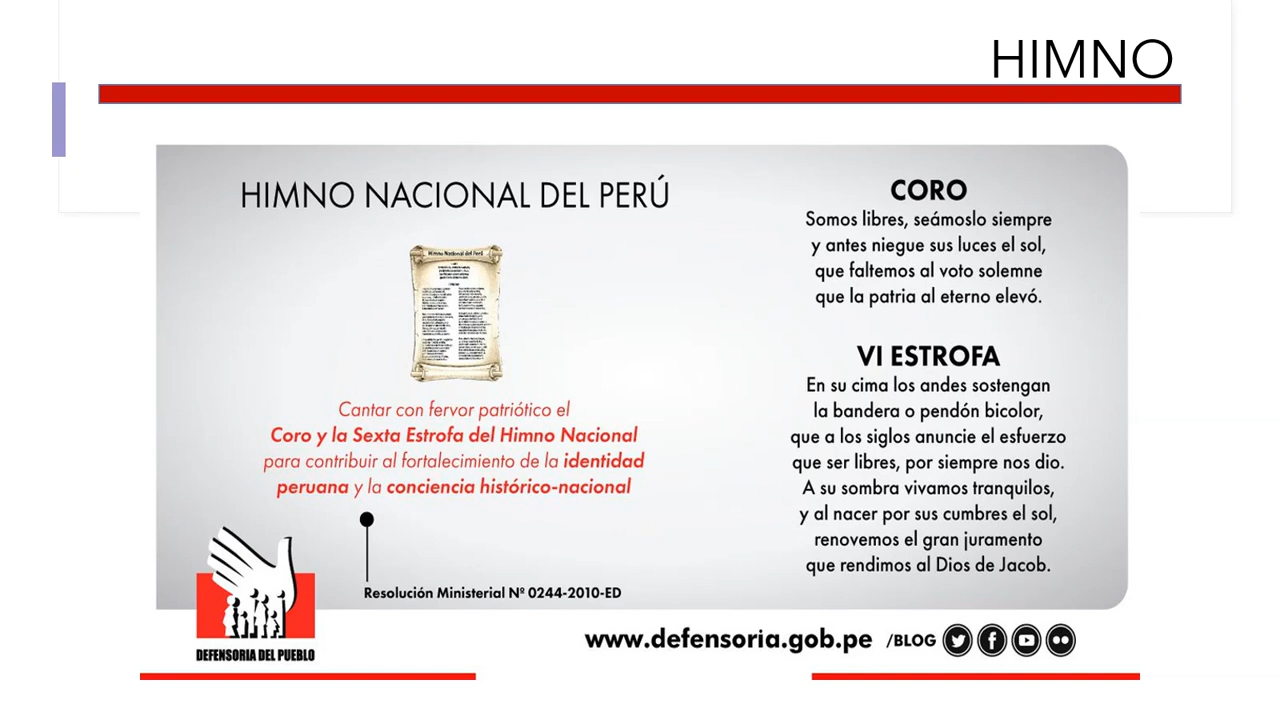 HIMNO
HIMNO NACIONAL DEL PERÚ
Himno Nacional del Perú
Cantar con fervor patriótico el
Coro y la Sexta Estrofa del Himno Nacional
para contribuir al fortalecimiento de la identidad
peruana y la conciencia histórico-nacional
Resolución Ministerial Nº 0244-2010-ED
DEFENSORIA DEL PUEBLO
CORO
Somos libres, seámoslo siempre
y antes niegue sus luces el sol,
que faltemos al voto solemne
que la patria al eterno elevó.
VI ESTROFA
En su cima los andes sostengan
la bandera o pendón bicolor,
que a los siglos anuncie el esfuerzo
que ser libres, por siempre nos dio.
A su sombra vivamos tranquilos,
y al nacer por sus cumbres el sol,
renovemos el gran juramento
que rendimos al Dios de Jacob.
www.defensoria.gob.pe /BLOG